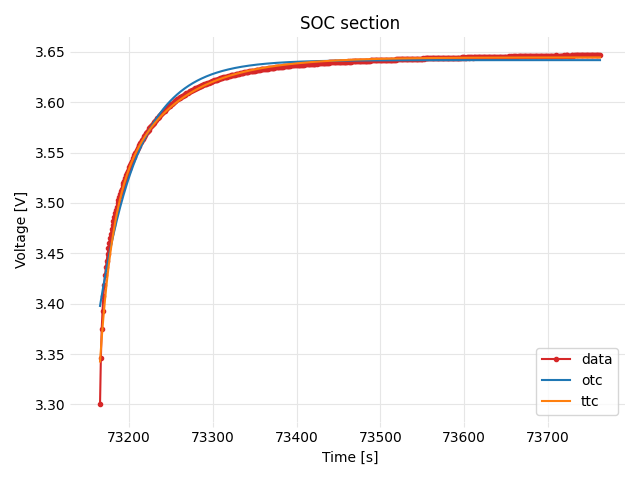 SOC section
Voltage [V]
3.65
3.60
3.55
3.50
3.45
3.40
3.35
3.30
data
otc
ttc
73200 73300 73400 73500 73600 73700
Time [s]